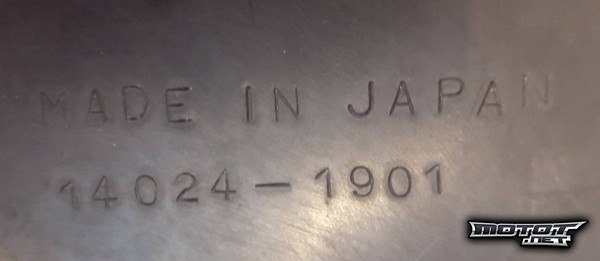 MADE IN JAPAN
14024-1901
MOTOT
.NET